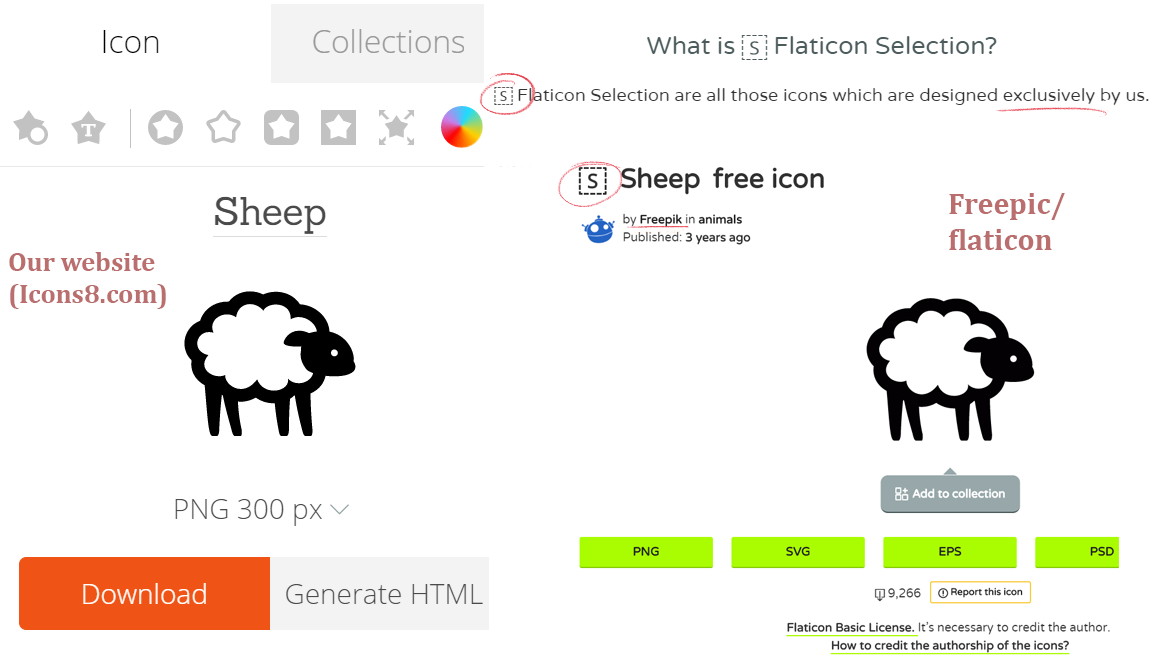 Icon
Collections
T
Sheep
Our website
(Icons8.com)
PNG 300 px
Download
Generate HTML
What is S Flaticon Selection?
S Flaticon Selection are all those icons which are designed exclusively by us.
S Sheep free icon
by Freepik in animals
Published: 3 years ago
Freepic/
flaticon
Add to collection
PNG
SVG
EPS
PSD
9,266
Report this icon
Flaticon Basic License. It's necessary to credit the author.
How to credit the authorship of the icons?